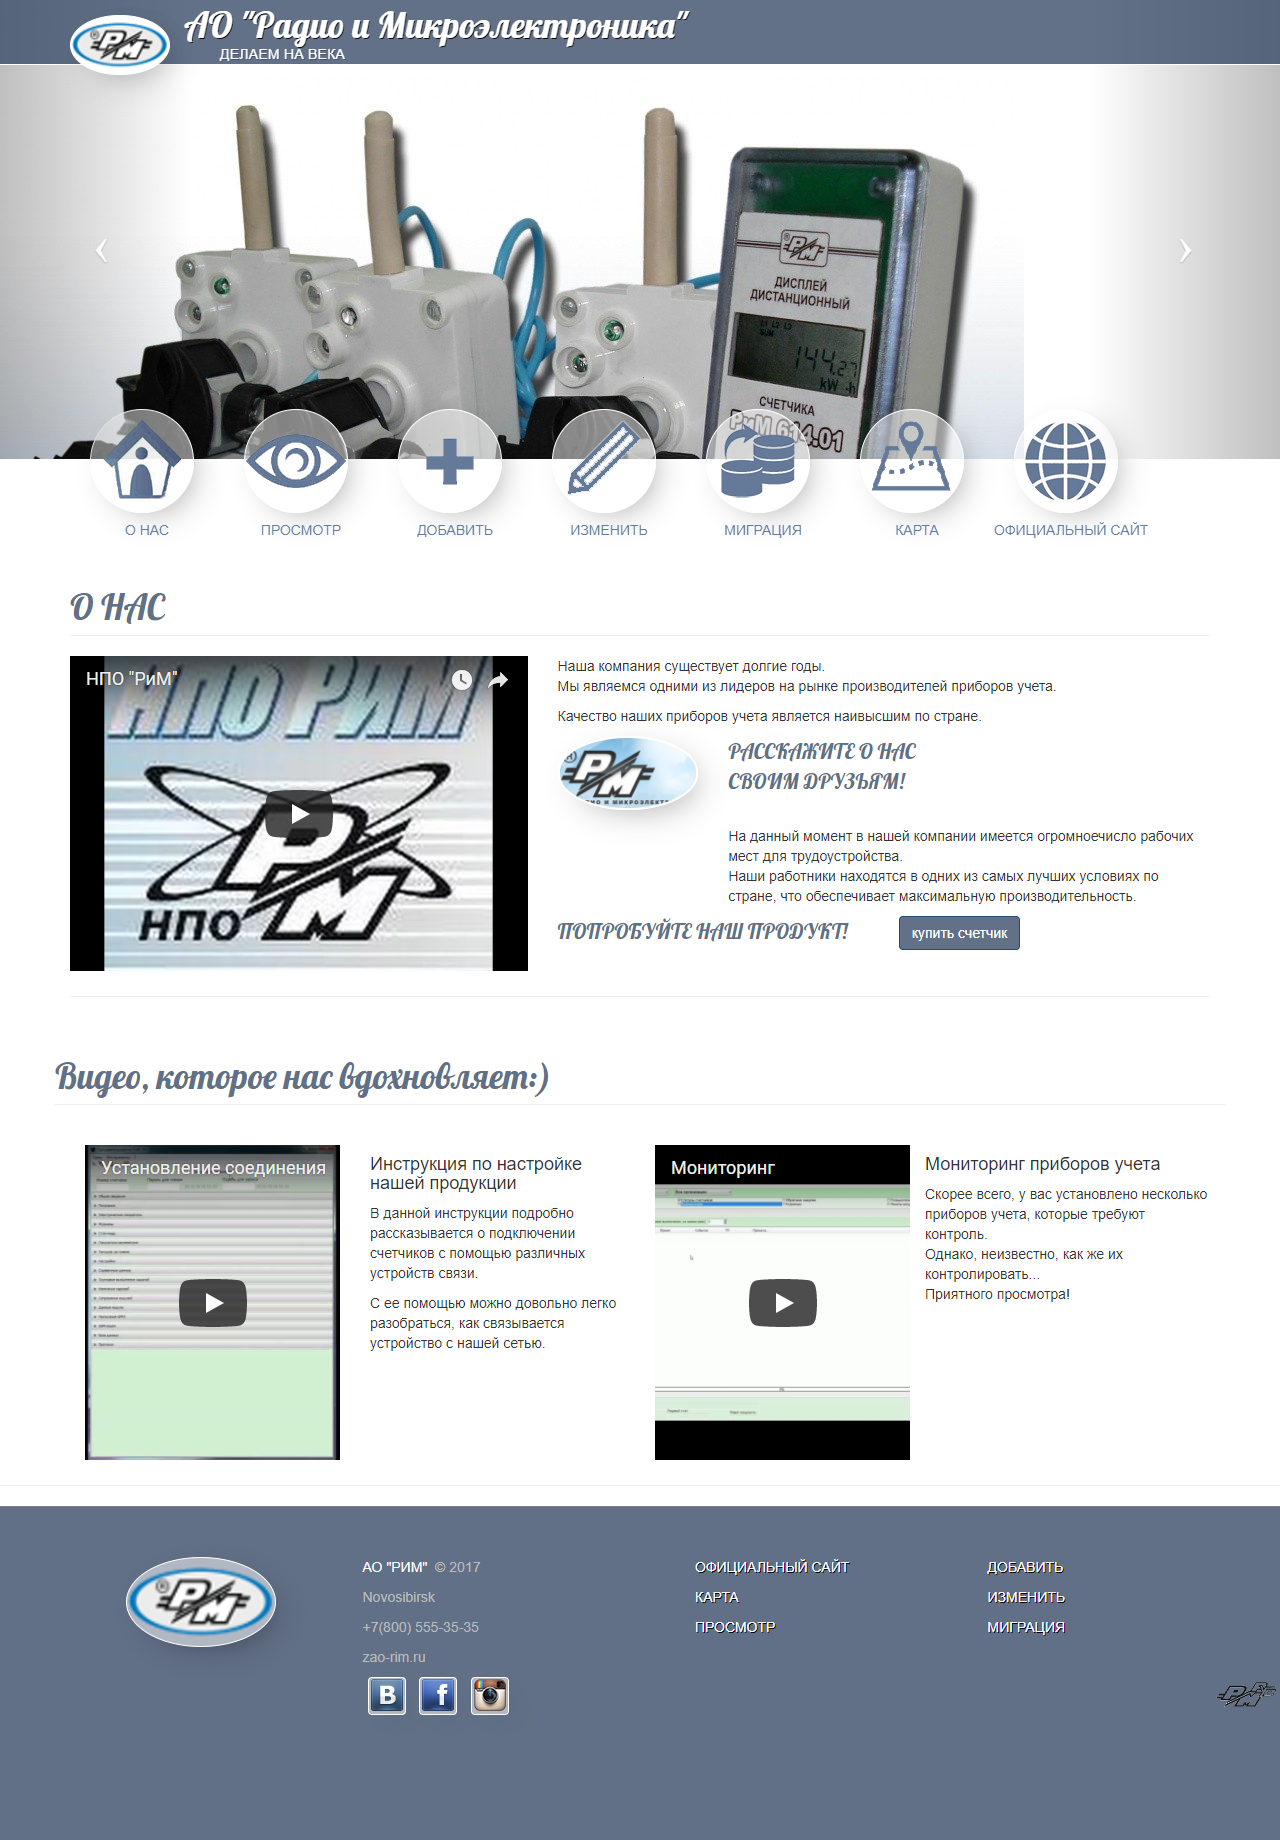 РМ
АО "Радио и Микроэлектроника"
ДЕЛАЕМ НА ВЕКА
‹
›
® РМ
ДИСПЛЕЙ
ДИСТАНЦИОННЫЙ
144.27
kW h
СЧЕТЧИКА
РиМ 614.01
О НАС
ПРОСМОТР
ДОБАВИТЬ
ИЗМЕНИТЬ
МИГРАЦИЯ
КАРТА
ОФИЦИАЛЬНЫЙ САЙТ
О НАС
НПО "РиМ"
НПО РиМ
РМ
НПО
Наша компания существует долгие годы.
Мы являемся одними из лидеров на рынке производителей приборов учета.
Качество наших приборов учета является наивысшим по стране.
РМ
РАССКАЖИТЕ О НАС
СВОИМ ДРУЗЬЯМ!
На данный момент в нашей компании имеется огромноечисло рабочих
мест для трудоустройства.
Наши работники находятся в одних из самых лучших условиях по
стране, что обеспечивает максимальную производительность.
ПОПРОБУЙТЕ НАШ ПРОДУКТ!
купить счетчик
Видео, которое нас вдохновляет:)
Установление соединения
Инструкция по настройке
нашей продукции
В данной инструкции подробно
рассказывается о подключении
счетчиков с помощью различных
устройств связи.
С ее помощью можно довольно легко
разобраться, как связывается
устройство с нашей сетью.
Мониторинг
Мониторинг приборов учета
Скорее всего, у вас установлено несколько
приборов учета, которые требуют
контроль.
Однако, неизвестно, как же их
контролировать...
Приятного просмотра!
® РМ
АО "РИМ" © 2017
Novosibirsk
+7(800) 555-35-35
zao-rim.ru
ОФИЦИАЛЬНЫЙ САЙТ
КАРТА
ПРОСМОТР
ДОБАВИТЬ
ИЗМЕНИТЬ
МИГРАЦИЯ